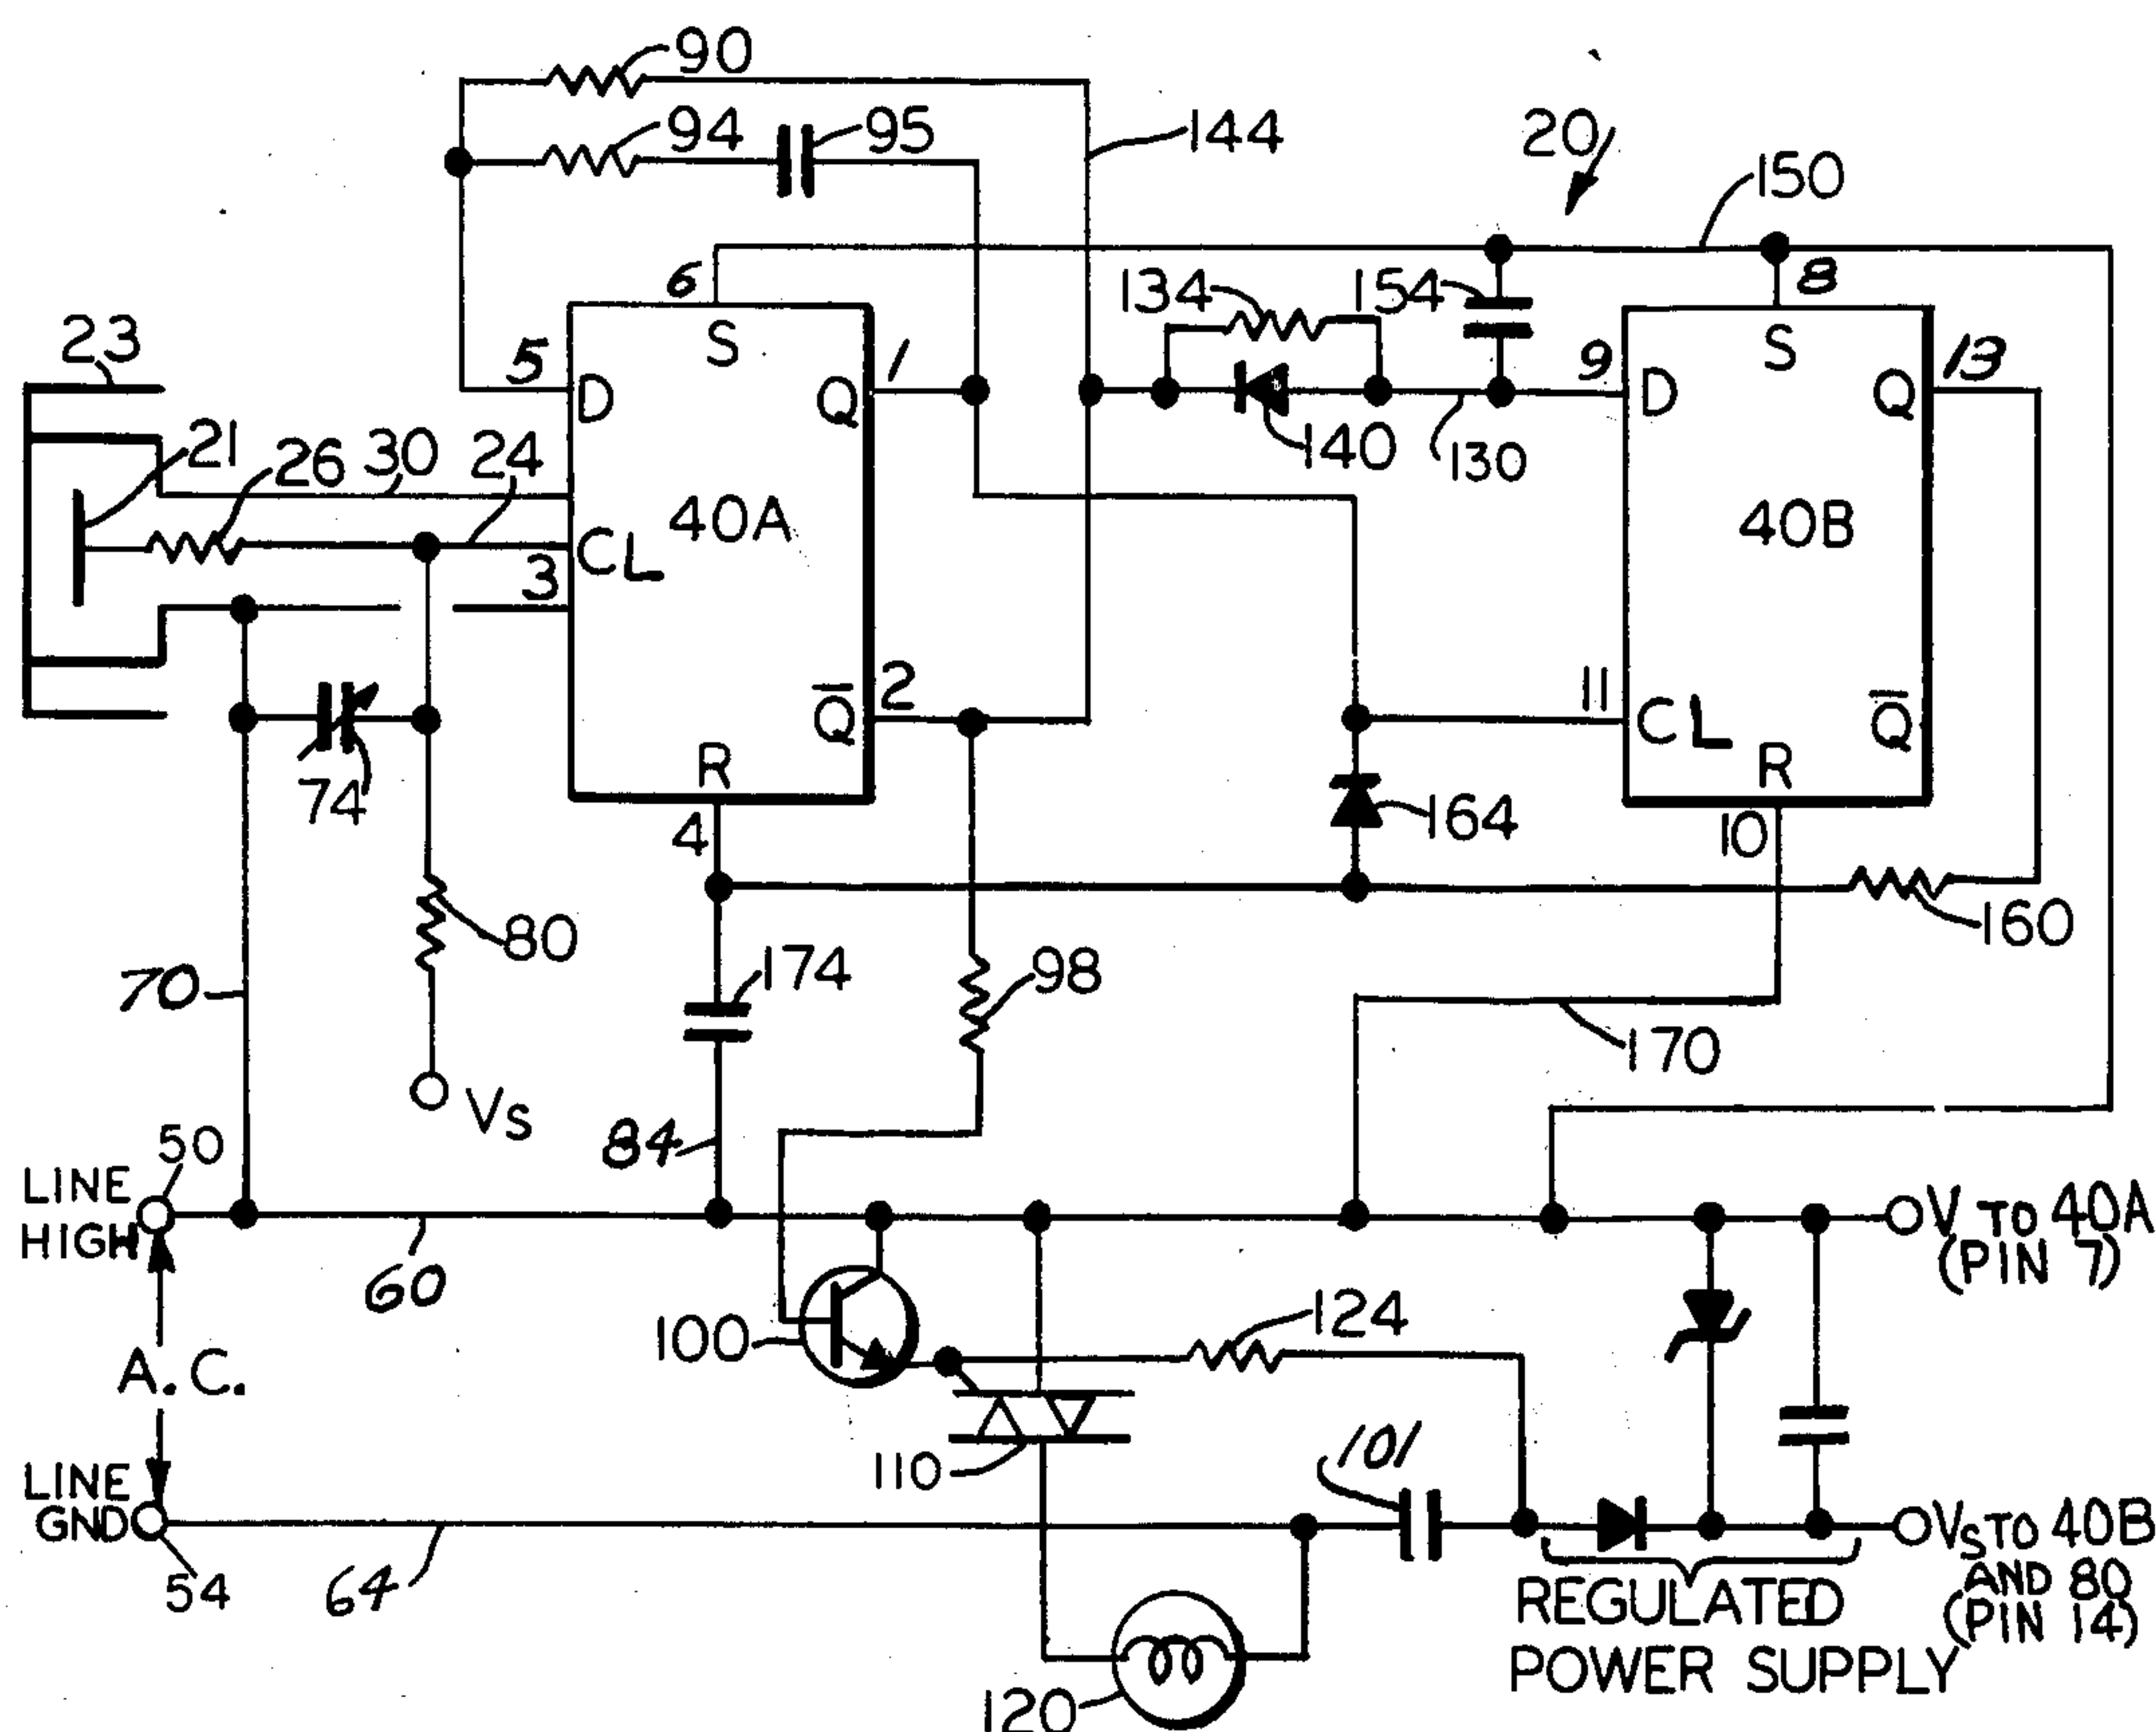 90
94
95
144
20
150
6
S
134
154
8
S
23
5
D
Q
1
9
D
Q
13
21
26
30
24
140
130
40A
40B
CL
3
74
Q̅
2
11
CL
Q̅
R
4
R
10
164
80
160
70
174
98
170
Vs
84
50
LINE
HIGH
60
V TO 40A
(PIN 7)
100
124
A.C.
110
101
LINE
GND
54
64
Vs TO 40B
AND 80
(PIN 14)
REGULATED
POWER SUPPLY
120